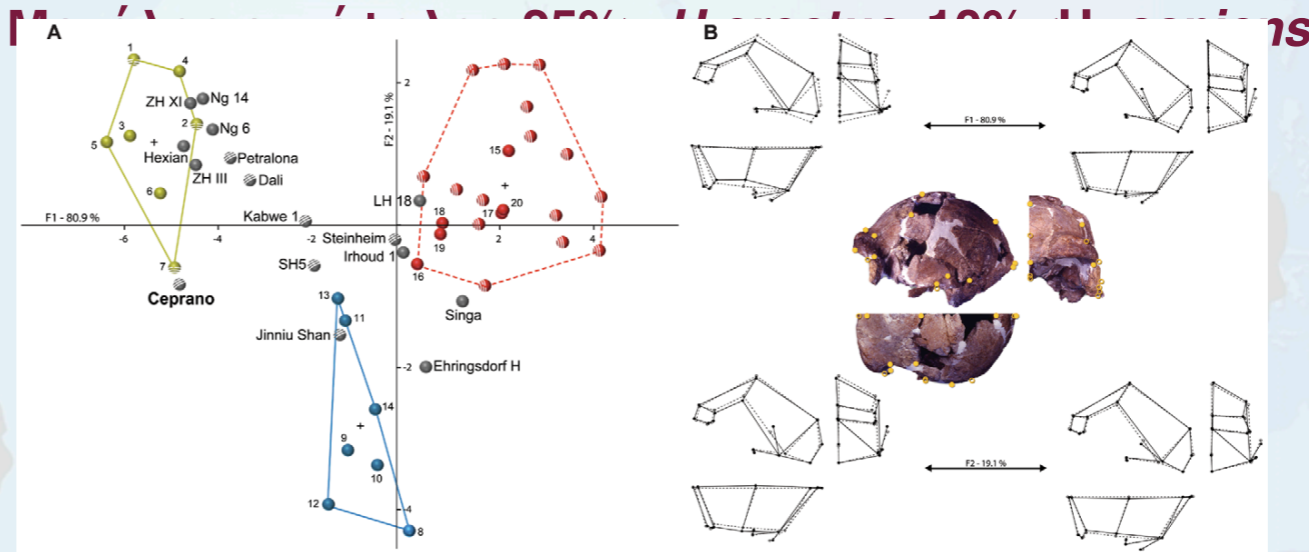 A
B
1
4
ZH XI
Ng 14
3
2
Ng 6
5
Hexian
Petralona
ZH III
Dali
6
Kabwe 1
F1 - 80.9 %
F2 - 19.1 %
2
15
LH 18
18
17
20
19
-6
-4
-2
2
4
Steinheim
Irhoud 1
SH5
16
7
Ceprano
13
11
Singa
Jinniu Shan
-2
Ehringsdorf H
14
9
10
12
-4
8
F1 - 80.9 %
F2 - 19.1 %